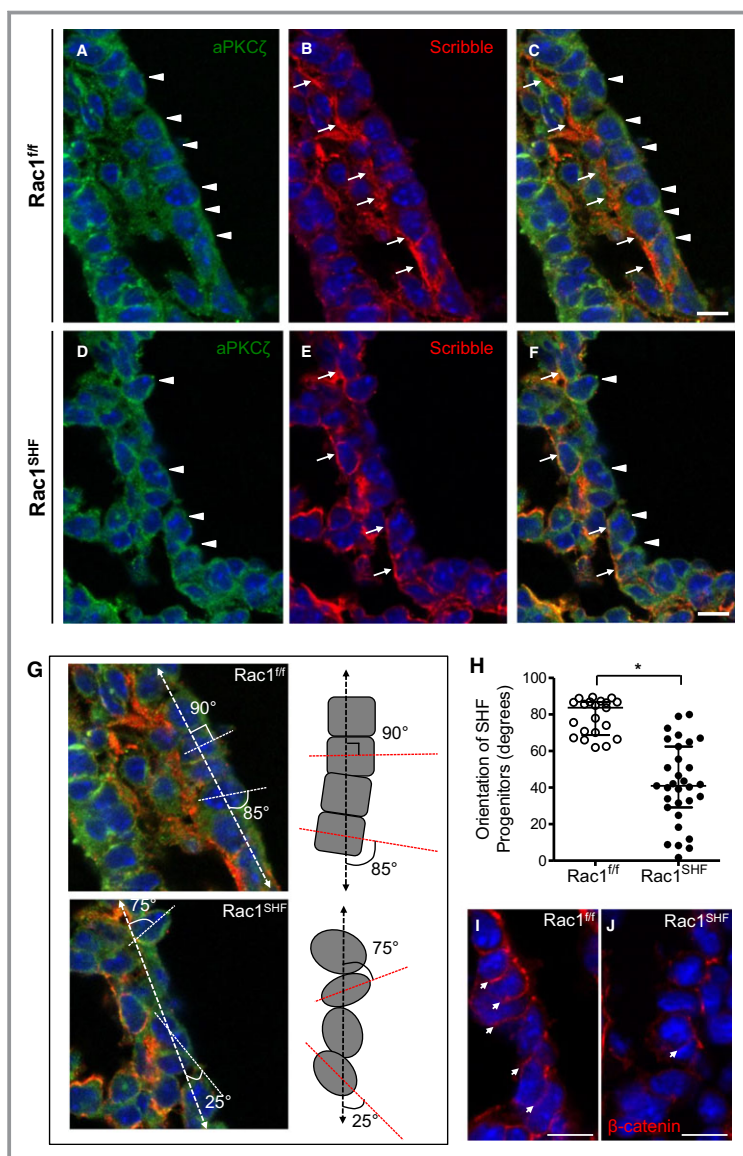 Rac1f/f
A aPKCζ
B Scribble
C
Rac1SHF
D aPKCζ
E Scribble
F
G
Rac1f/f
90°
85°
90°
85°
Rac1SHF
75°
25°
75°
25°
H
*
Orientation of SHF
Progenitors (degrees)
100
80
60
40
20
0
Rac1f/f Rac1SHF
I Rac1f/f
J Rac1SHF
β-catenin